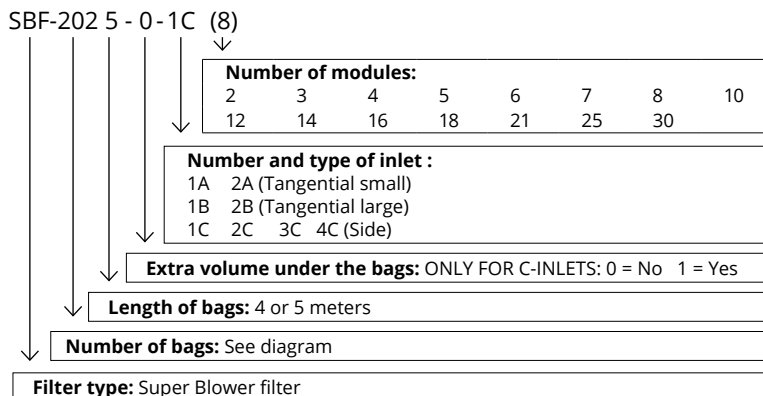 SBF-202 5 - 0 - 1C (8)
Number of modules:
2 3 4 5 6 7 8 10
12 14 16 18 21 25 30
Number and type of inlet :
1A 2A (Tangential small)
1B 2B (Tangential large)
1C 2C 3C 4C (Side)
Extra volume under the bags: ONLY FOR C-INLETS: 0 = No 1 = Yes
Length of bags: 4 or 5 meters
Number of bags: See diagram
Filter type: Super Blower filter